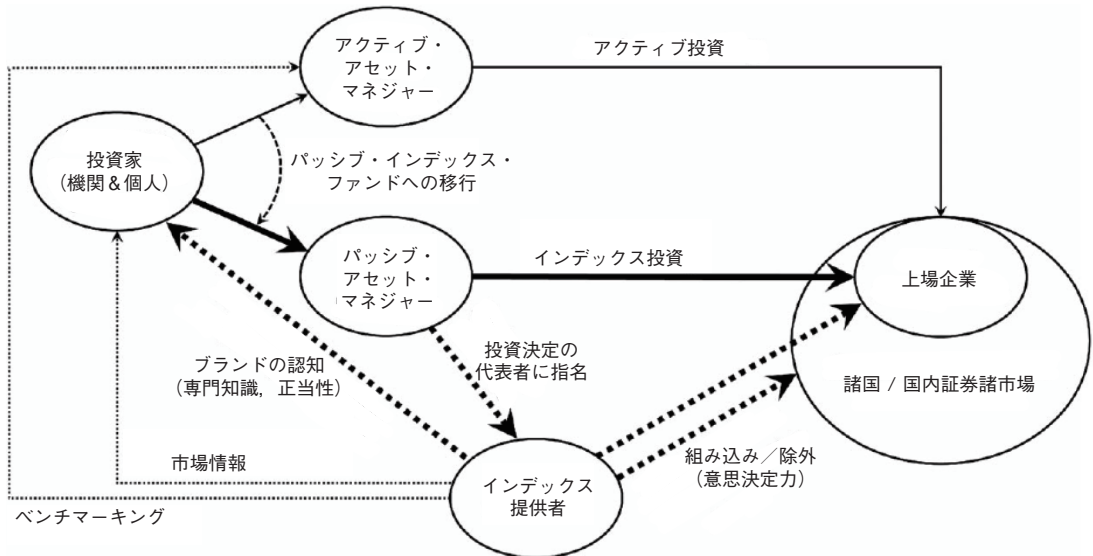 アクティブ・
アセット・
マネジャー
アクティブ投資
投資家
(機関&個人)
パッシブ・インデックス・
ファンドへの移行
パッシブ・
アセット・
マネジャー
インデックス投資
上場企業
諸国 / 国内証券諸市場
ブランドの認知
(専門知識,正当性)
投資決定の
代表者に指名
組み込み/除外
(意思決定力)
市場情報
インデックス
提供者
ベンチマーキング